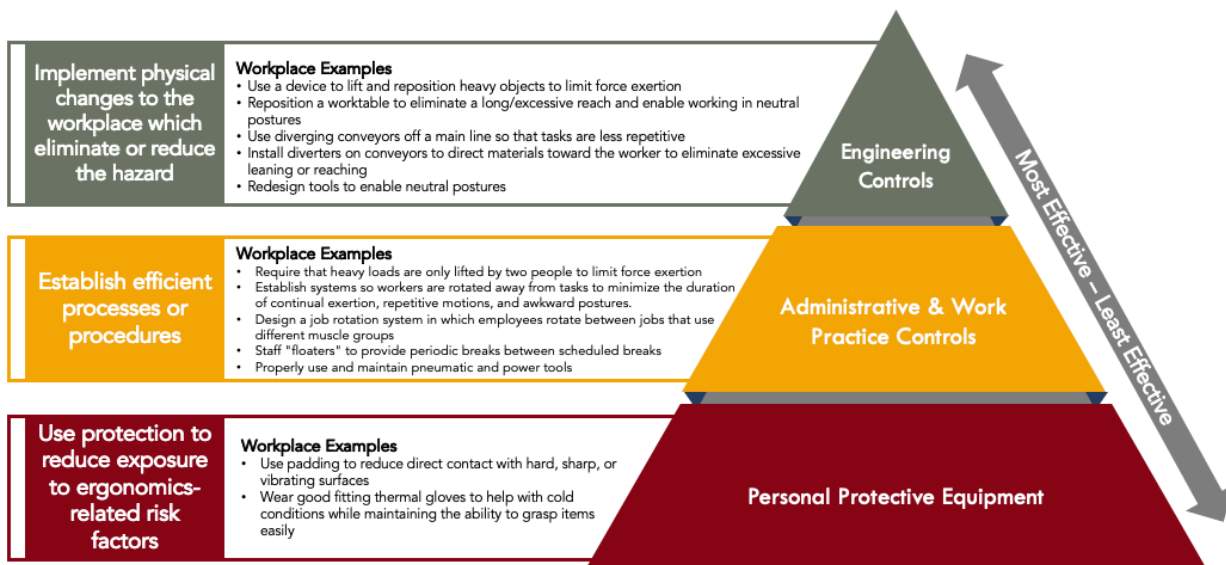 Implement physical
changes to the
workplace which
eliminate or reduce
the hazard
Workplace Examples
• Use a device to lift and reposition heavy objects to limit force exertion
• Reposition a worktable to eliminate a long/excessive reach and enable working in neutral
postures
• Use diverging conveyors off a main line so that tasks are less repetitive
• Install diverters on conveyors to direct materials toward the worker to eliminate excessive
leaning or reaching
• Redesign tools to enable neutral postures
Engineering
Controls
Establish efficient
processes or
procedures
Workplace Examples
• Require that heavy loads are only lifted by two people to limit force exertion
• Establish systems so workers are rotated away from tasks to minimize the duration
of continual exertion, repetitive motions, and awkward postures.
• Design a job rotation system in which employees rotate between jobs that use
different muscle groups
• Staff "floaters" to provide periodic breaks between scheduled breaks
• Properly use and maintain pneumatic and power tools
Administrative & Work
Practice Controls
Use protection to
reduce exposure
to ergonomics-
related risk
factors
Workplace Examples
• Use padding to reduce direct contact with hard, sharp, or
vibrating surfaces
• Wear good fitting thermal gloves to help with cold
conditions while maintaining the ability to grasp items
easily
Personal Protective Equipment
Most Effective – Least Effective